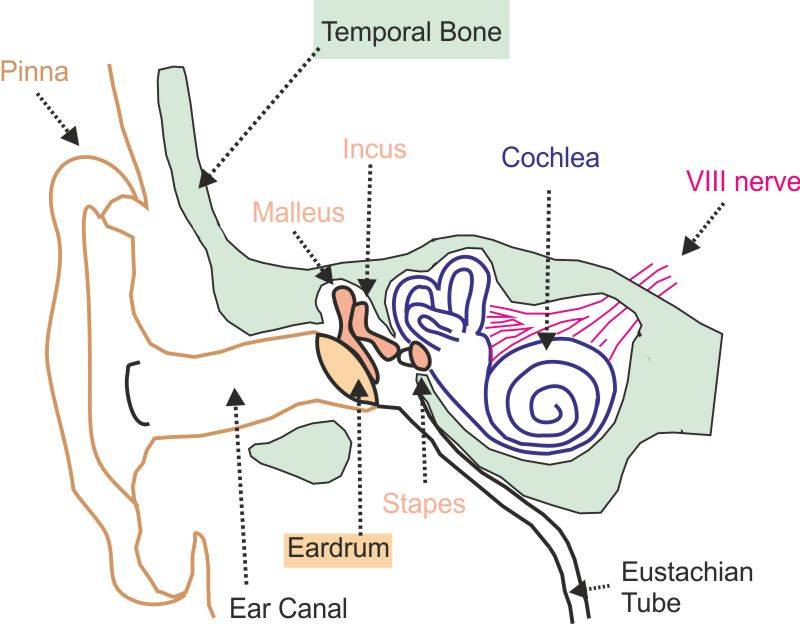 Temporal Bone
Pinna
Incus
Cochlea
VIII nerve
Malleus
Stapes
Eardrum
Ear Canal
Eustachian
Tube